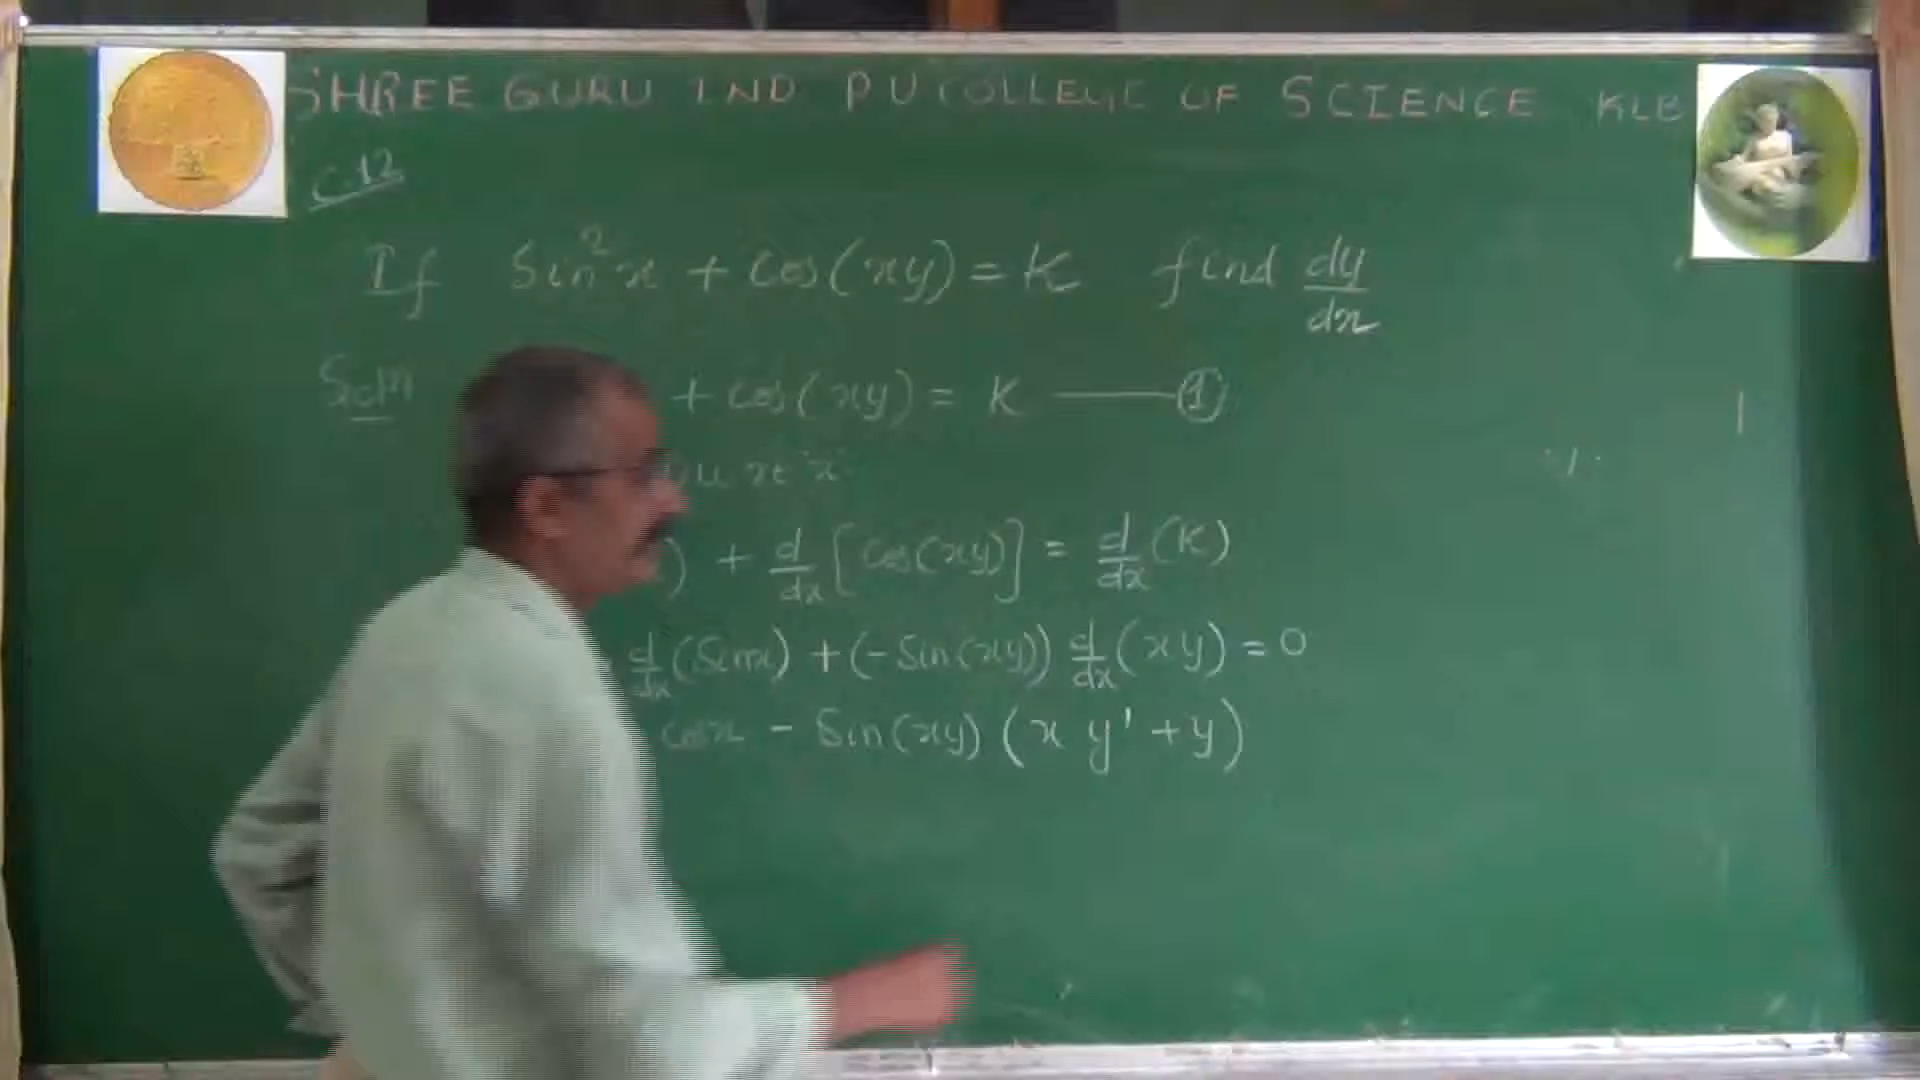 SHREE GURU IND PU COLLEGE OF SCIENCE KLB
C.12
If Sin²x + Cos(xy) = K find dy/dx
Soln + cos(xy) = K —— ①
w r t 'x'
) + d/dx [Cos(xy)] = d/dx (K)
d/dx (Sinx) + (- Sin(xy)) d/dx (xy) = 0
cosx - Sin(xy) (x y' + y)